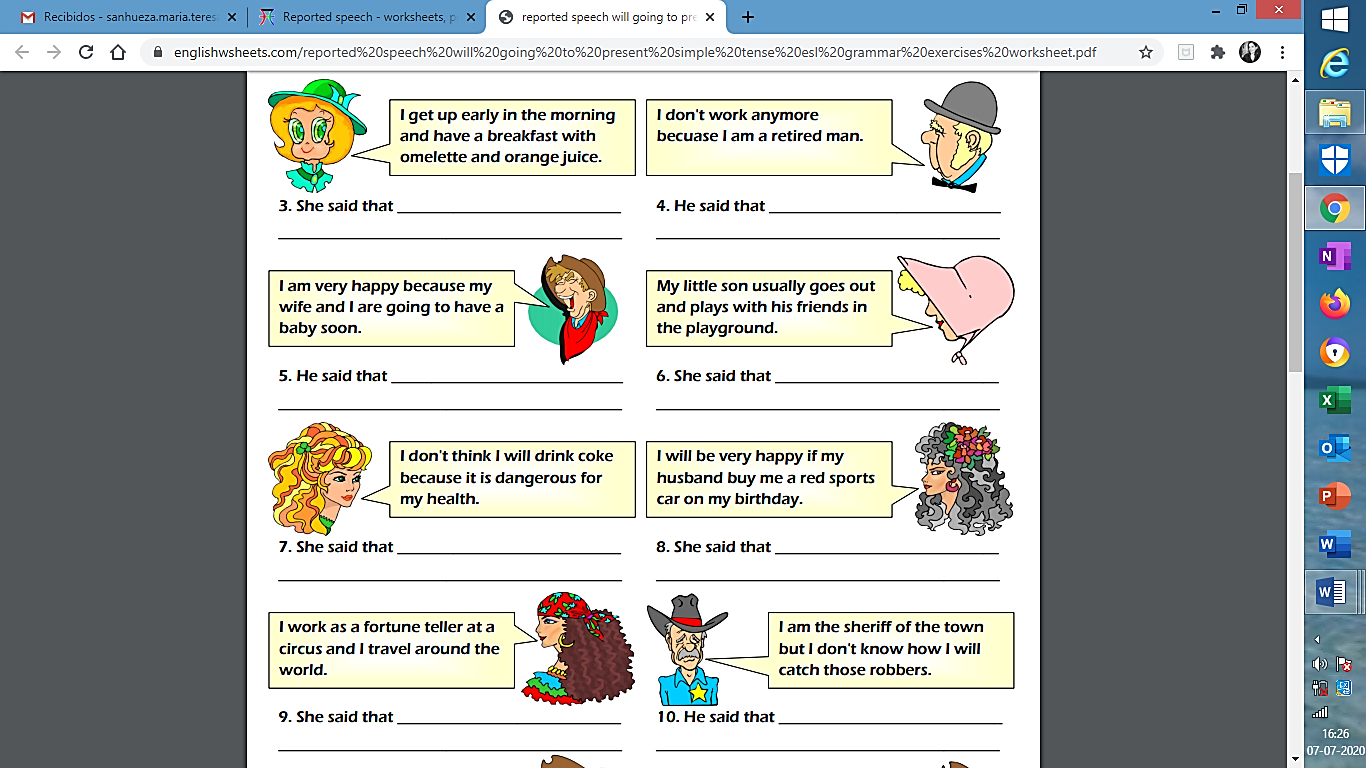 Recibidos - sanhueza.maria.teres
Reported speech - worksheets, p
reported speech will going to pre
englishwsheets.com/reported%20speech%20will%20going%20to%20present%20simple%20tense%20esl%20grammar%20exercises%20worksheet.pdf
I get up early in the morning
and have a breakfast with
omelette and orange juice.
I don't work anymore
becuase I am a retired man.
3. She said that
4. He said that
I am very happy because my
wife and I are going to have a
baby soon.
My little son usually goes out
and plays with his friends in
the playground.
5. He said that
6. She said that
I don't think I will drink coke
because it is dangerous for
my health.
I will be very happy if my
husband buy me a red sports
car on my birthday.
7. She said that
8. She said that
I work as a fortune teller at a
circus and I travel around the
world.
I am the sheriff of the town
but I don't know how I will
catch those robbers.
9. She said that
10. He said that
16:26
07-07-2020